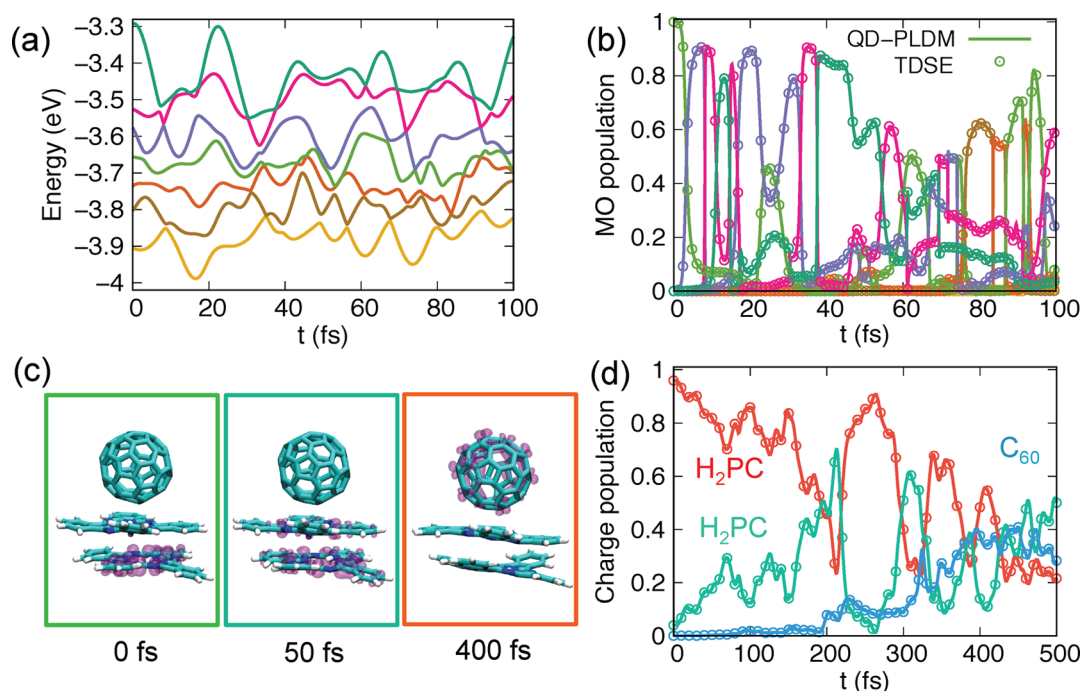 (a)
−3.3
−3.4
−3.5
−3.6
−3.7
−3.8
−3.9
−4
Energy (eV)
0 20 40 60 80 100
t (fs)
(b)
QD−PLDM
TDSE
1
0.8
0.6
0.4
0.2
0
MO population
0 20 40 60 80 100
t (fs)
(c)
0 fs 50 fs 400 fs
(d)
1
0.8
0.6
0.4
0.2
0
Charge population
H2PC
C60
H2PC
0 100 200 300 400 500
t (fs)